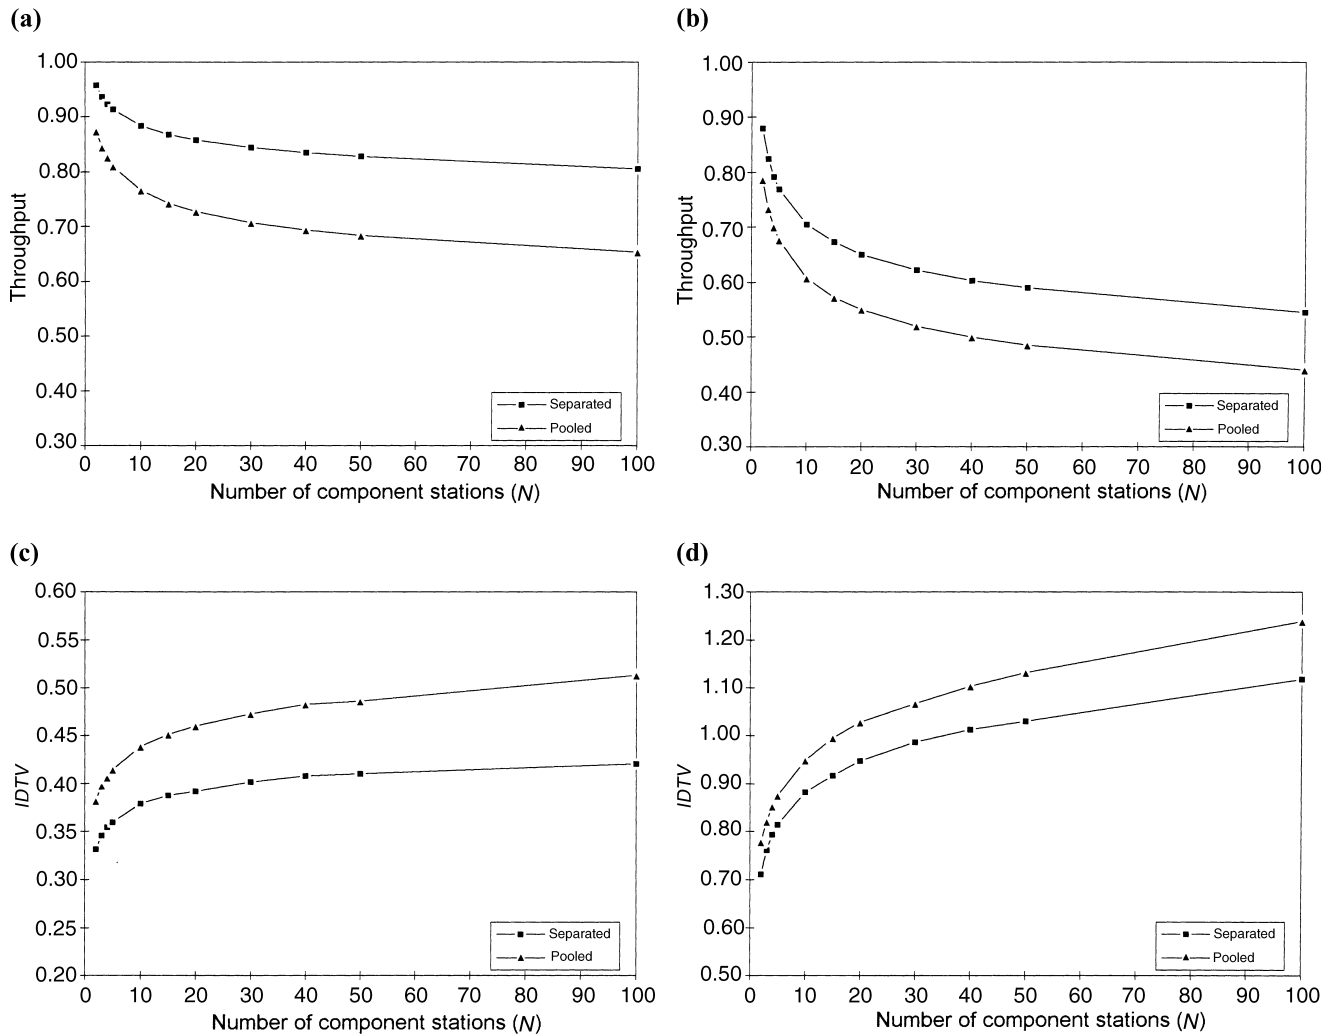 (a)
1.00
0.90
0.80
0.70
0.60
0.50
0.40
0.30
Throughput
Separated
Pooled
0 10 20 30 40 50 60 70 80 90 100
Number of component stations (N)
(b)
1.00
0.90
0.80
0.70
0.60
0.50
0.40
0.30
Throughput
Separated
Pooled
0 10 20 30 40 50 60 70 80 90 100
Number of component stations (N)
(c)
0.60
0.55
0.50
0.45
0.40
0.35
0.30
0.25
0.20
IDTV
Separated
Pooled
0 10 20 30 40 50 60 70 80 90 100
Number of component stations (N)
(d)
1.30
1.20
1.10
1.00
0.90
0.80
0.70
0.60
0.50
IDTV
Separated
Pooled
0 10 20 30 40 50 60 70 80 90 100
Number of component stations (N)